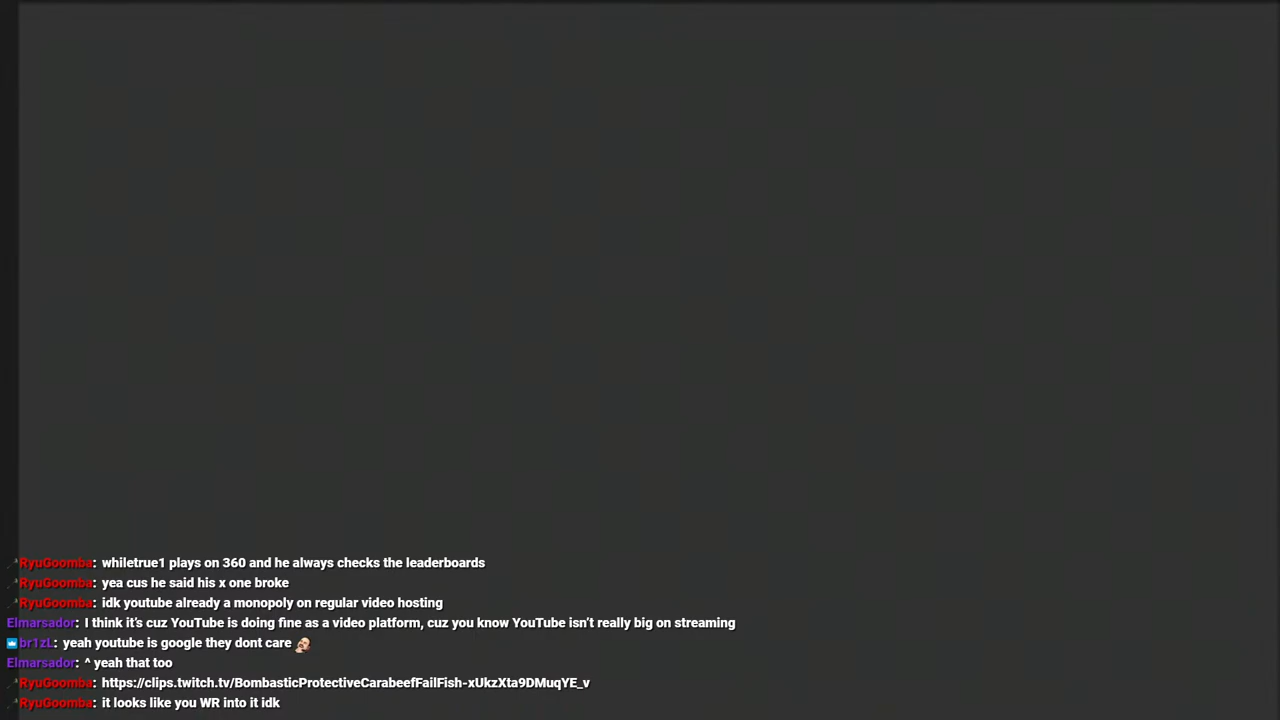 RyuGoomba: whiletrue1 plays on 360 and he always checks the leaderboards
RyuGoomba: yea cus he said his x one broke
RyuGoomba: idk youtube already a monopoly on regular video hosting
Elmarsador: I think it’s cuz YouTube is doing fine as a video platform, cuz you know YouTube isn’t really big on streaming
br1zL: yeah youtube is google they dont care
Elmarsador: ^ yeah that too
RyuGoomba: https://clips.twitch.tv/BombasticProtectiveCarabeefFailFish-xUkzXta9DMuqYE_v
RyuGoomba: it looks like you WR into it idk